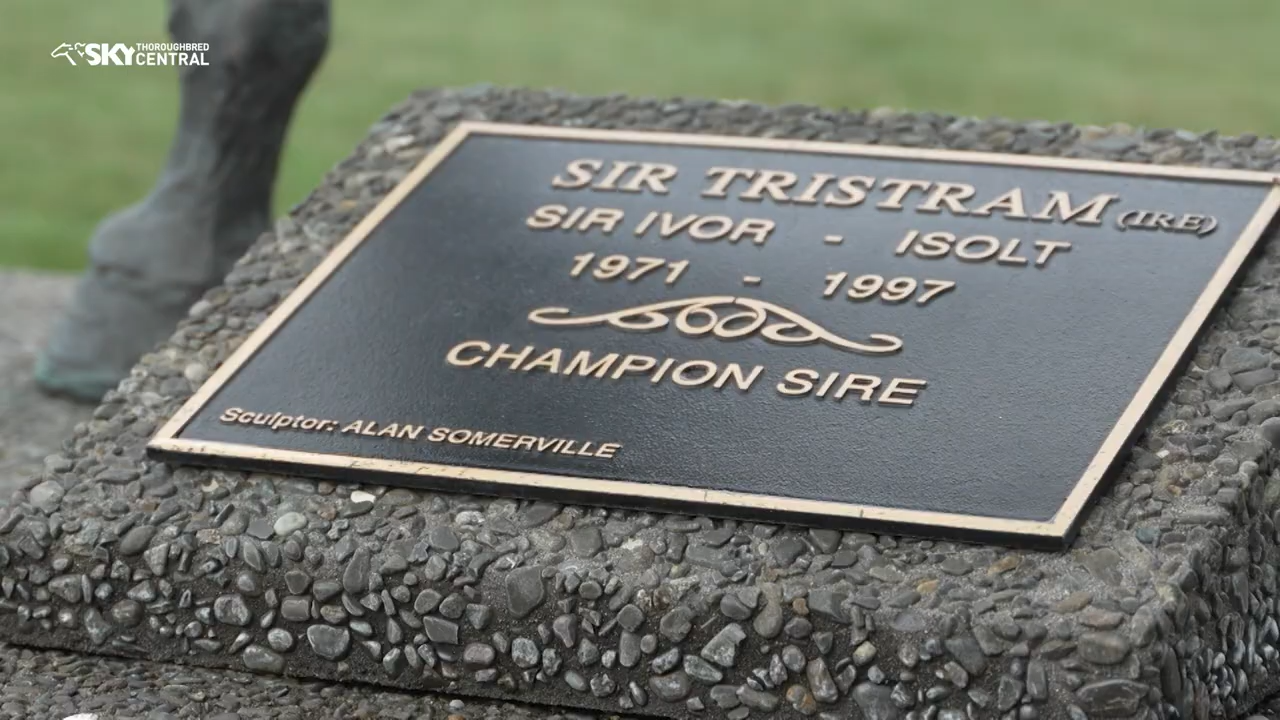 SKY THOROUGHBRED CENTRAL
SIR TRISTRAM (IRE)
SIR IVOR - ISOLT
1971 - 1997
CHAMPION SIRE
Sculptor: ALAN SOMERVILLE